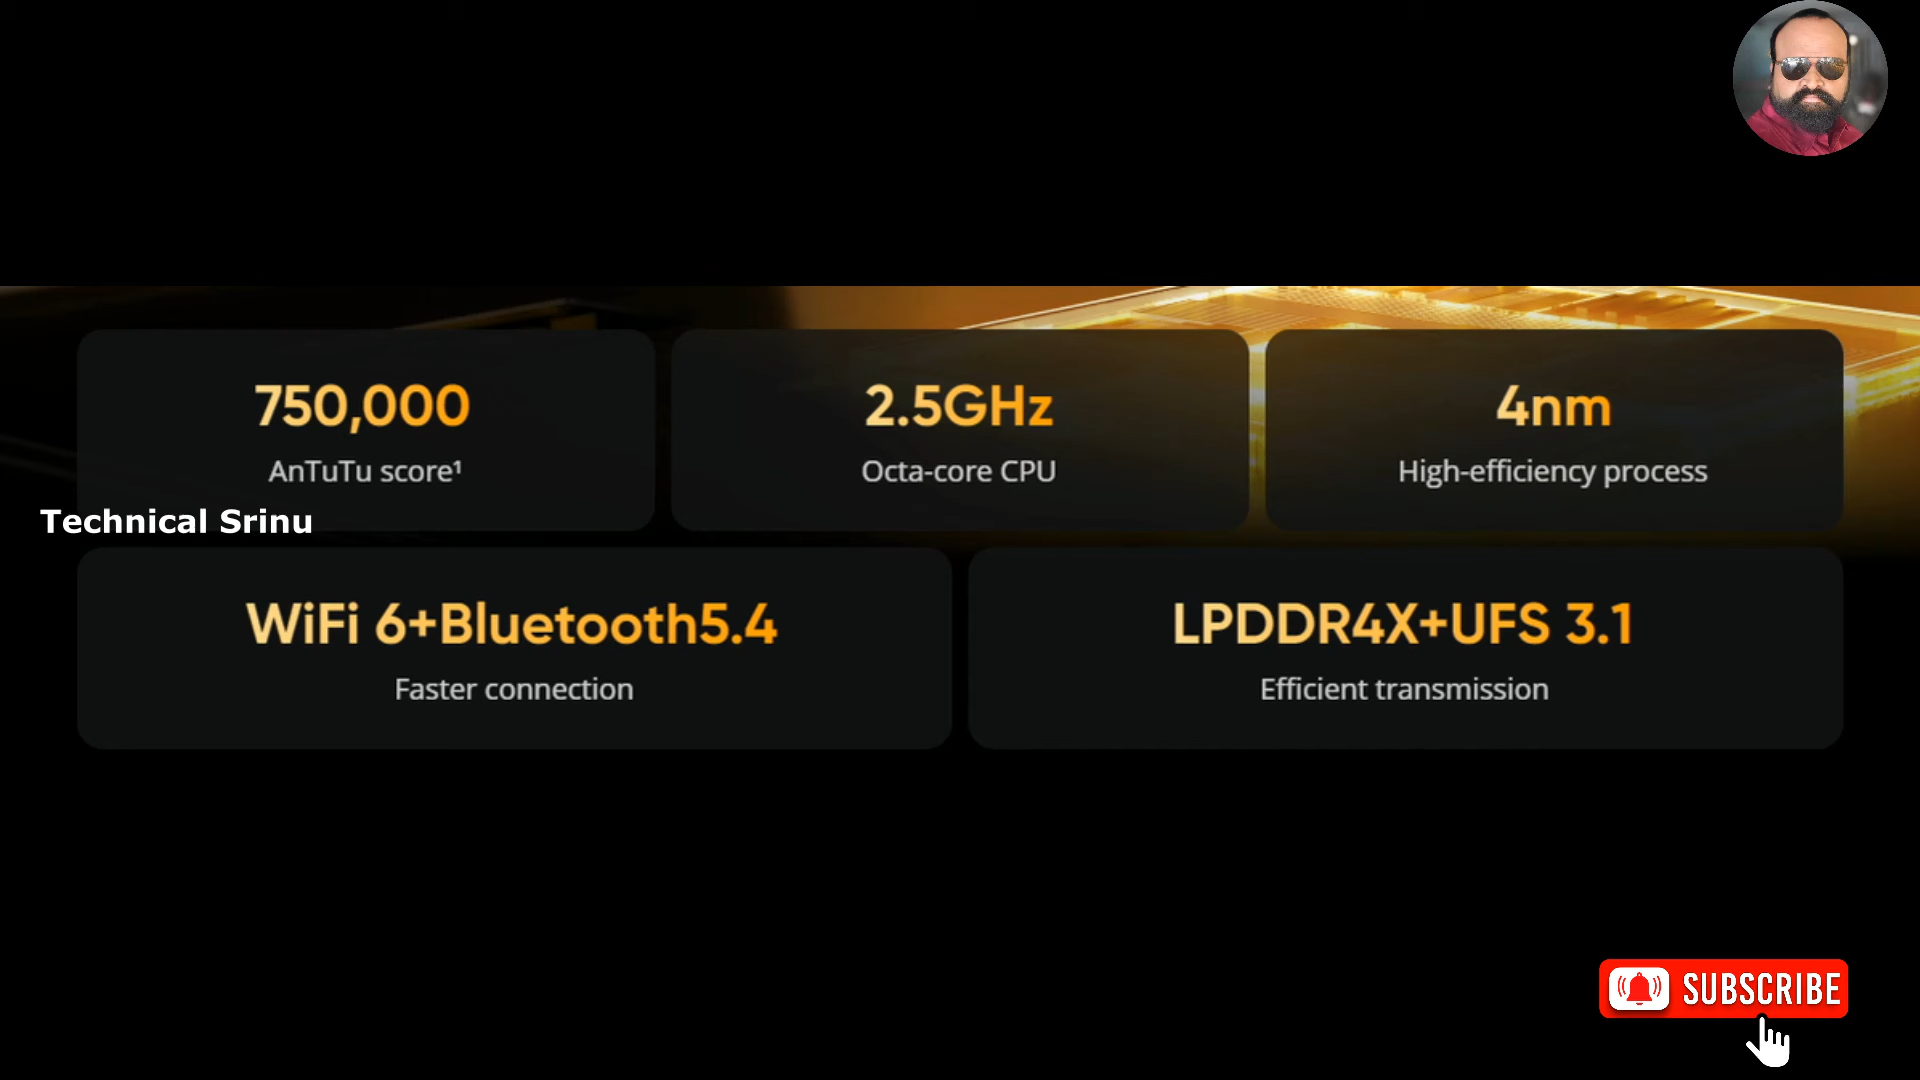 750,000
AnTuTu score¹
2.5GHz
Octa-core CPU
4nm
High-efficiency process
Technical Srinu
WiFi 6+Bluetooth5.4
Faster connection
LPDDR4X+UFS 3.1
Efficient transmission
SUBSCRIBE